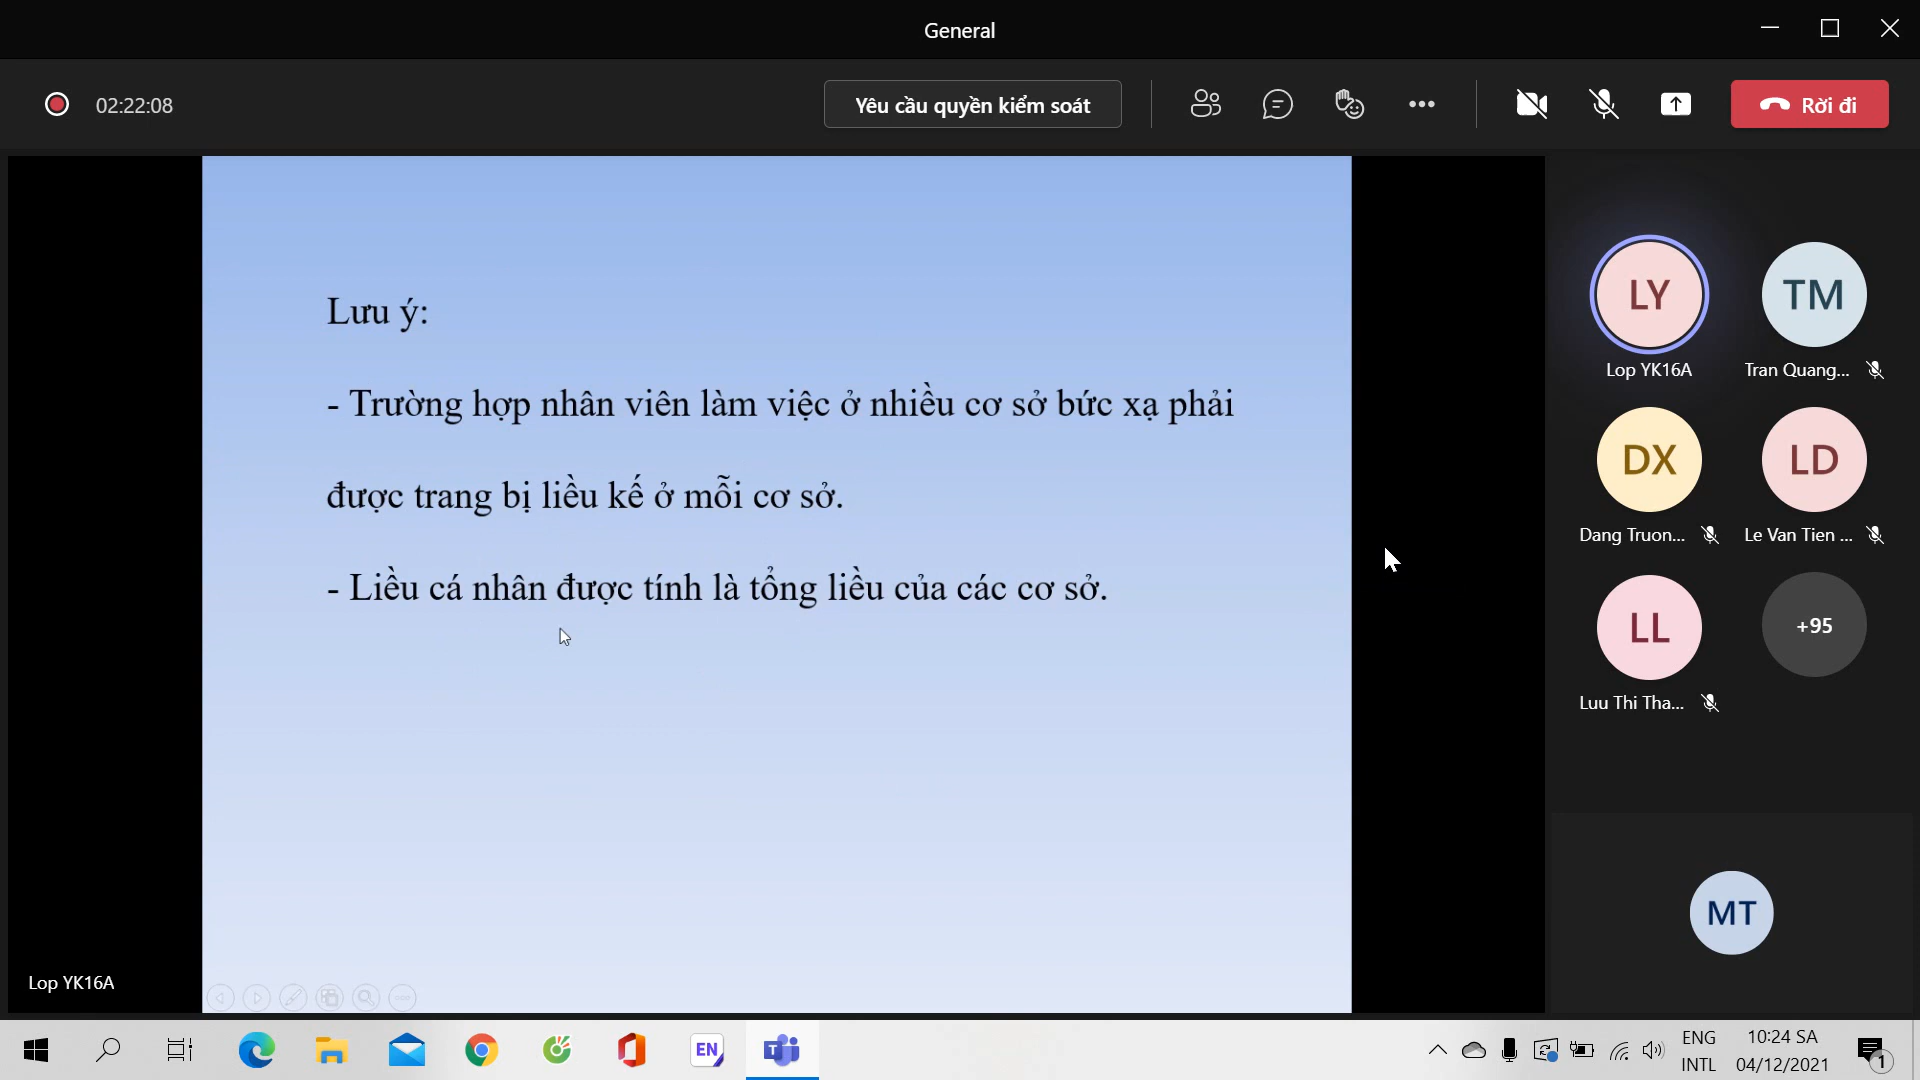 General
02:22:08
Yêu cầu quyền kiểm soát
Rời đi
Lưu ý:
- Trường hợp nhân viên làm việc ở nhiều cơ sở bức xạ phải
được trang bị liều kế ở mỗi cơ sở.
- Liều cá nhân được tính là tổng liều của các cơ sở.
LY
TM
Lop YK16A
Tran Quang...
DX
LD
Dang Truon...
Le Van Tien ...
LL
+95
Luu Thi Tha...
MT
Lop YK16A
EN
T
ENG
INTL
10:24 SA
04/12/2021
1